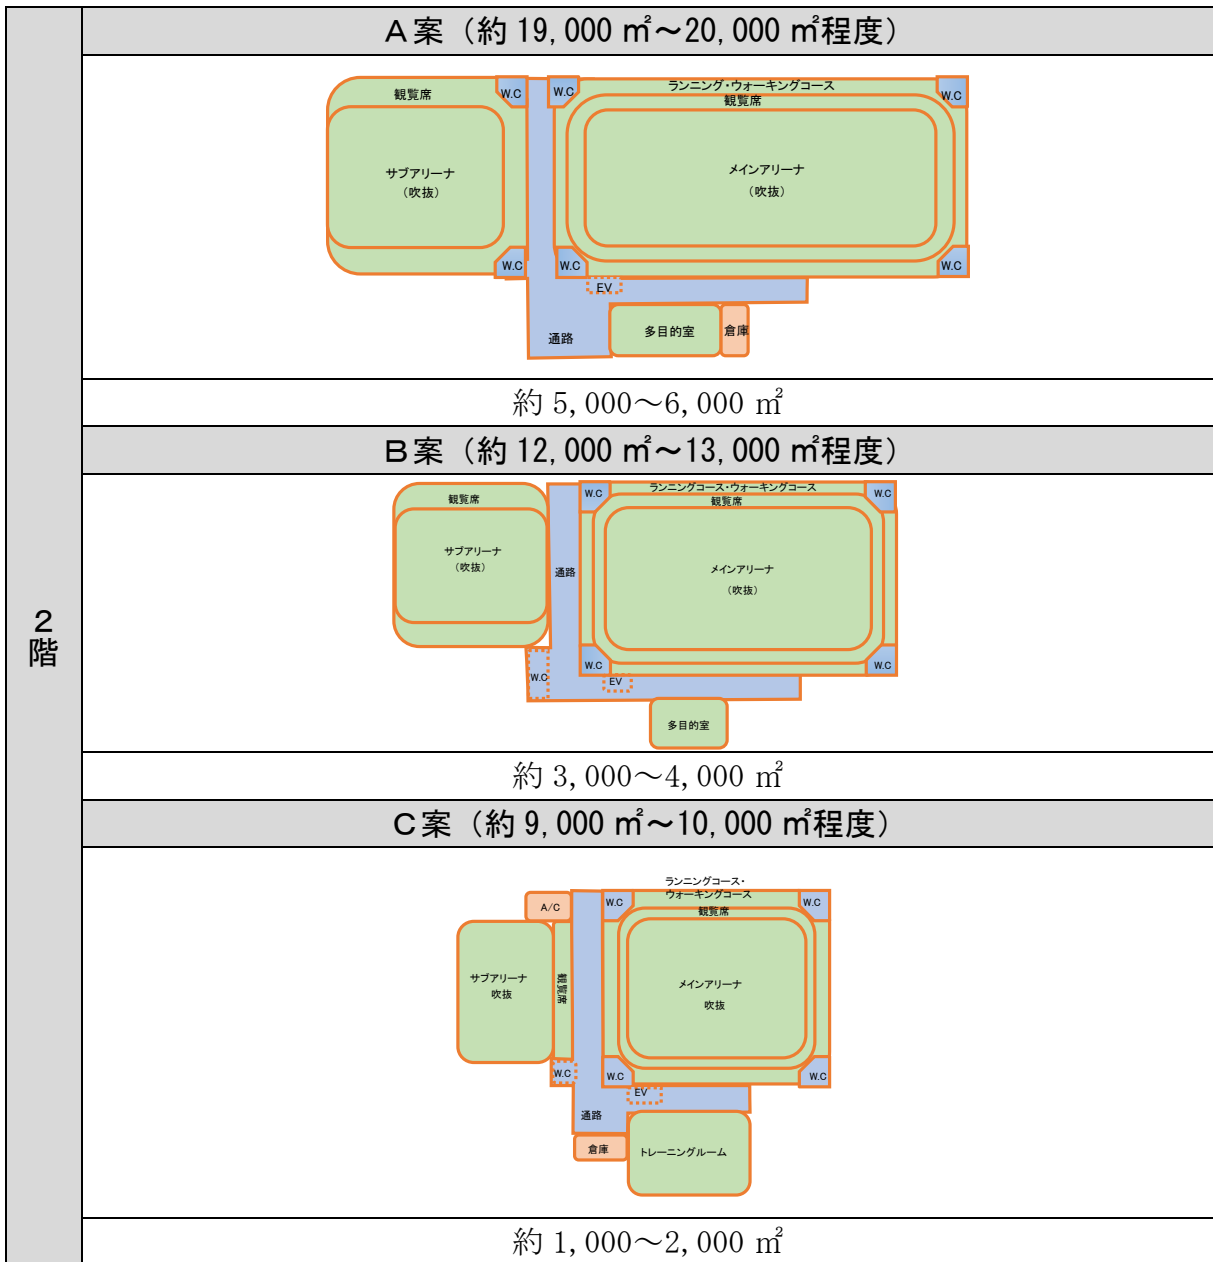 2
階
A案（約 19,000 ㎡～20,000 ㎡程度）
ランニング・ウォーキングコース
観覧席
観覧席
W.C
W.C
W.C
サブアリーナ
（吹抜）
メインアリーナ
（吹抜）
W.C
W.C
W.C
EV
通路
多目的室
倉庫
約 5,000～6,000 ㎡
B案（約 12,000 ㎡～13,000 ㎡程度）
ランニングコース・ウォーキングコース
観覧席
観覧席
W.C
W.C
サブアリーナ
（吹抜）
通路
メインアリーナ
（吹抜）
W.C
W.C
W.C
EV
多目的室
約 3,000～4,000 ㎡
C案（約 9,000 ㎡～10,000 ㎡程度）
ランニングコース・
ウォーキングコース
観覧席
A/C
W.C
W.C
サブアリーナ
吹抜
観覧席
メインアリーナ
吹抜
W.C
W.C
W.C
EV
通路
倉庫
トレーニングルーム
約 1,000～2,000 ㎡